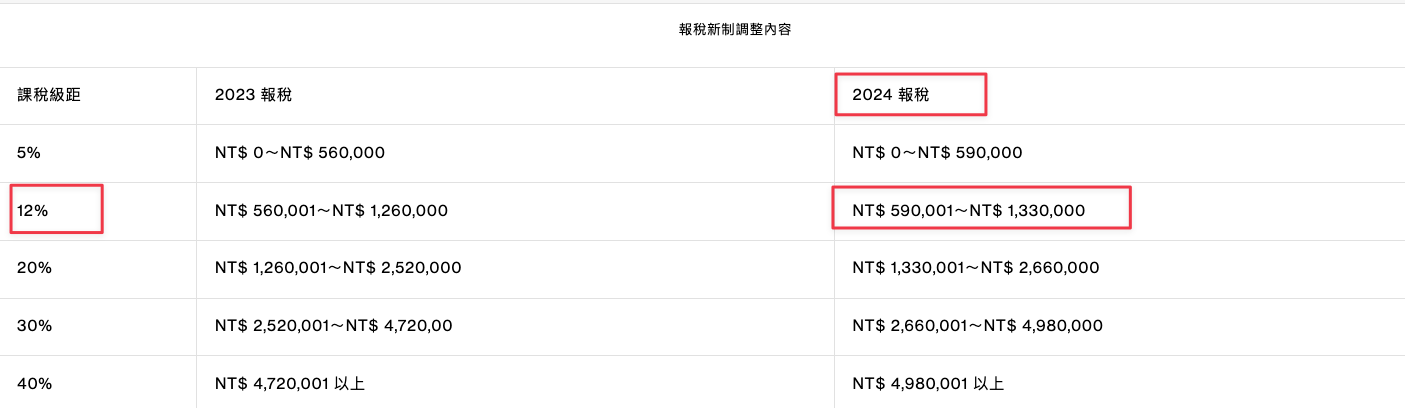 報稅新制調整內容
課稅級距 2023 報稅 2024 報稅
5% NT$ 0～NT$ 560,000 NT$ 0～NT$ 590,000
12% NT$ 560,001～NT$ 1,260,000 NT$ 590,001～NT$ 1,330,000
20% NT$ 1,260,001～NT$ 2,520,000 NT$ 1,330,001～NT$ 2,660,000
30% NT$ 2,520,001～NT$ 4,720,00 NT$ 2,660,001～NT$ 4,980,000
40% NT$ 4,720,001 以上 NT$ 4,980,001 以上